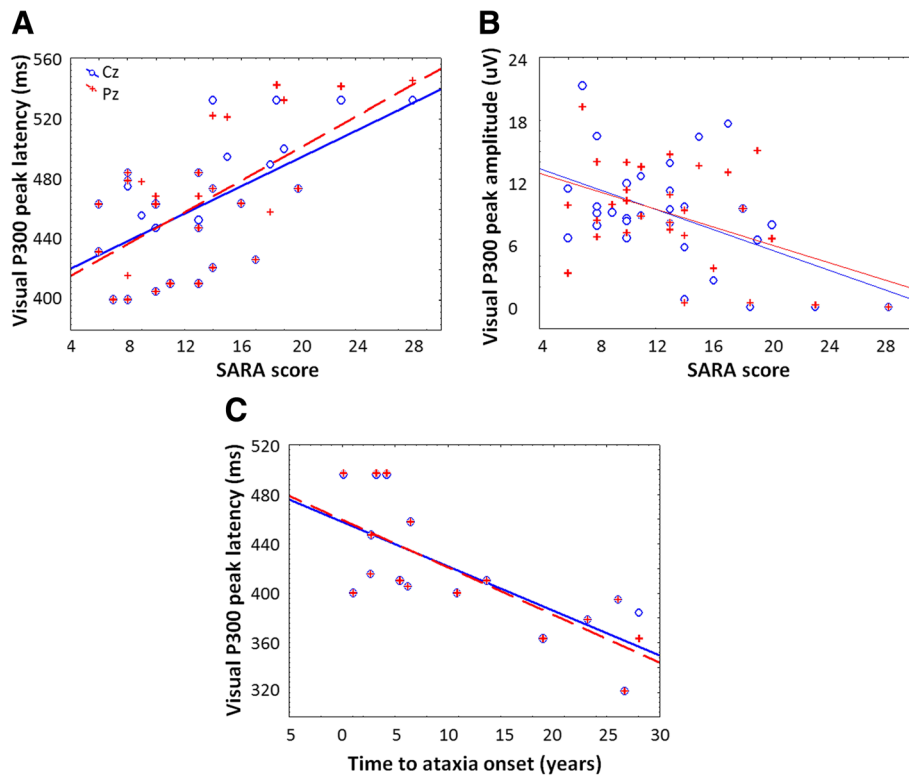 A
Visual P300 peak latency (ms)
560
520
480
440
400
Cz
Pz
4 8 12 16 20 24 28
SARA score
B
Visual P300 peak amplitude (uV)
24
18
12
6
0
4 8 12 16 20 24 28
SARA score
C
Visual P300 peak latency (ms)
520
480
440
400
360
320
5 0 5 10 15 20 25 30
Time to ataxia onset (years)